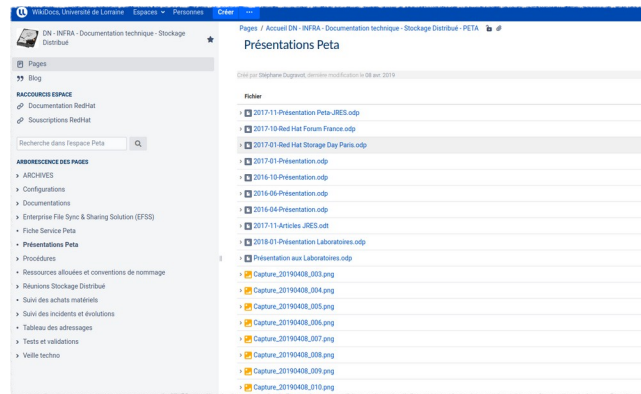 WikiDocs, Université de Lorraine Espaces Personnes Créer ...
DN - INFRA - Documentation technique - Stockage Distribué
Pages
Blog
RACCOURCIS ESPACE
Documentation RedHat
Souscriptions RedHat
Recherche dans l'espace Peta
ARBORESCENCE DES PAGES
ARCHIVES
Configurations
Documentations
Enterprise File Sync & Sharing Solution (EFSS)
Fiche Service Peta
Présentations Peta
Procédures
Ressources allouées et conventions de nommage
Réunions Stockage Distribué
Suivi des achats matériels
Suivi des incidents et évolutions
Tableau des adressages
Tests et validations
Veille techno
Pages / Accueil DN - INFRA - Documentation technique - Stockage Distribué - PETA
Présentations Peta
Créé par Stéphane Dugravot, dernière modification le 08 avr. 2019
Fichier
2017-11-Présentation Peta-JRES.odp
2017-10-Red Hat Forum France.odp
2017-01-Red Hat Storage Day Paris.odp
2017-01-Présentation.odp
2016-10-Présentation.odp
2016-06-Présentation.odp
2016-04-Présentation.odp
2017-11-Articles JRES.odt
2018-01-Présentation Laboratoires.odp
Présentation aux Laboratoires.odp
Capture_20190408_003.png
Capture_20190408_004.png
Capture_20190408_005.png
Capture_20190408_006.png
Capture_20190408_007.png
Capture_20190408_008.png
Capture_20190408_009.png
Capture_20190408_010.png